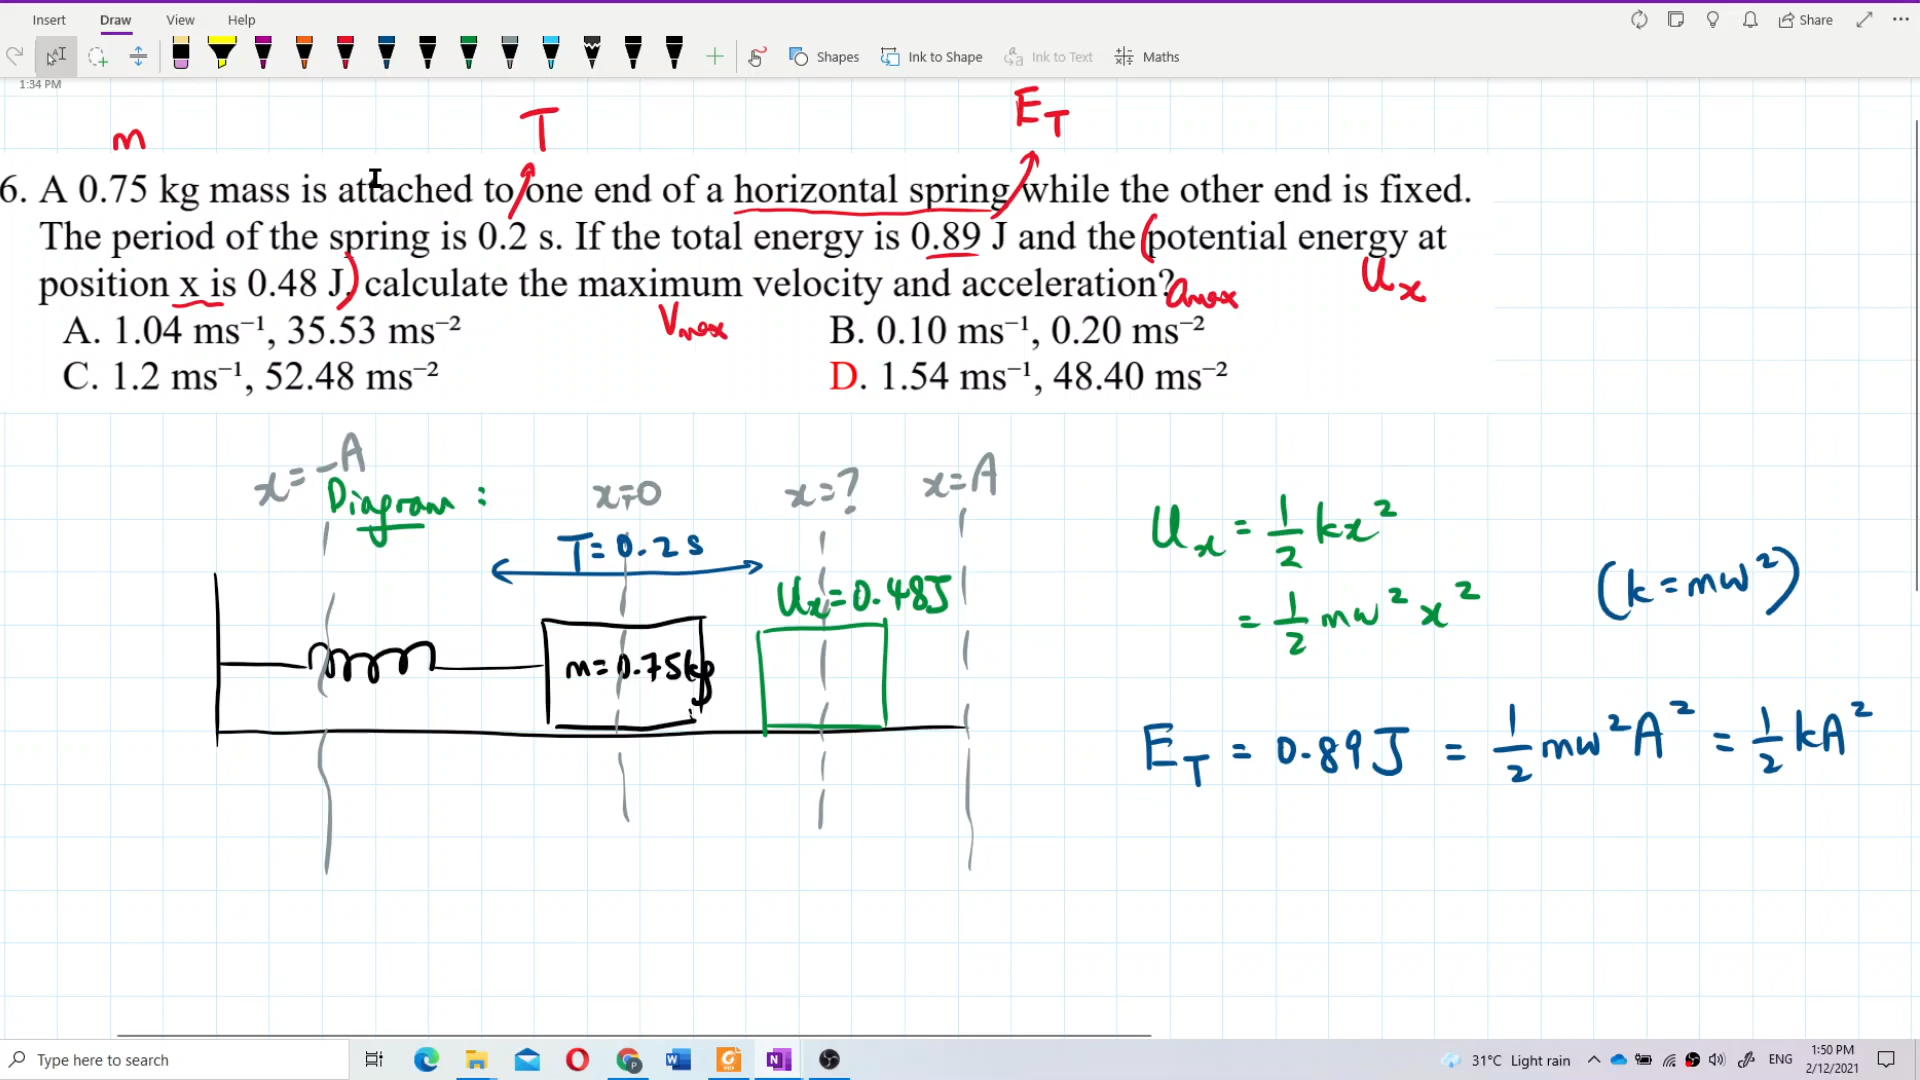 Insert Draw View Help
Share
Shapes Ink to Shape Ink to Text Maths
1:34 PM
m
T
E_T
6. A 0.75 kg mass is attached to one end of a horizontal spring while the other end is fixed.
The period of the spring is 0.2 s. If the total energy is 0.89 J and the (potential energy at
position x is 0.48 J,) calculate the maximum velocity and acceleration?
U_x
V_max
a_max
A. 1.04 ms⁻¹, 35.53 ms⁻² B. 0.10 ms⁻¹, 0.20 ms⁻²
C. 1.2 ms⁻¹, 52.48 ms⁻² D. 1.54 ms⁻¹, 48.40 ms⁻²
x=-A x=0 x=? x=A
Diagram :
T=0.2s
U_x=0.48J
m=0.75kg
U_x = 1/2 kx²
= 1/2 mw² x²
(k=mw²)
E_T = 0.89J = 1/2 mw²A² = 1/2 kA²
Type here to search
31°C Light rain
ENG
1:50 PM
2/12/2021